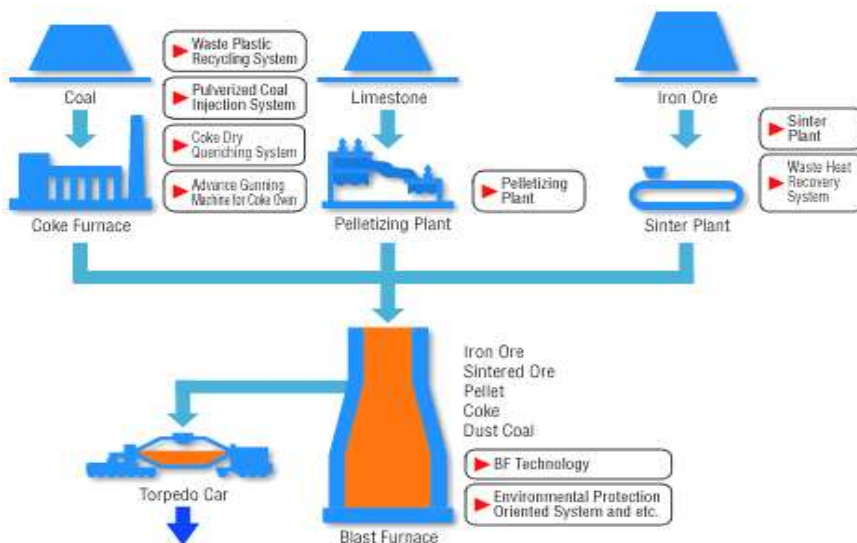 Waste Plastic
Recycling System
Coal
Pulverized Coal
Injection System
Coke Dry
Quenching System
Advance Gunning
Machine for Coke Oven
Coke Furnace
Limestone
Pelletizing
Plant
Pelletizing Plant
Iron Ore
Sinter
Plant
Waste Heat
Recovery
System
Sinter Plant
Iron Ore
Sintered Ore
Pellet
Coke
Dust Coal
BF Technology
Environmental Protection
Oriented System and etc.
Torpedo Car
Blast Furnace